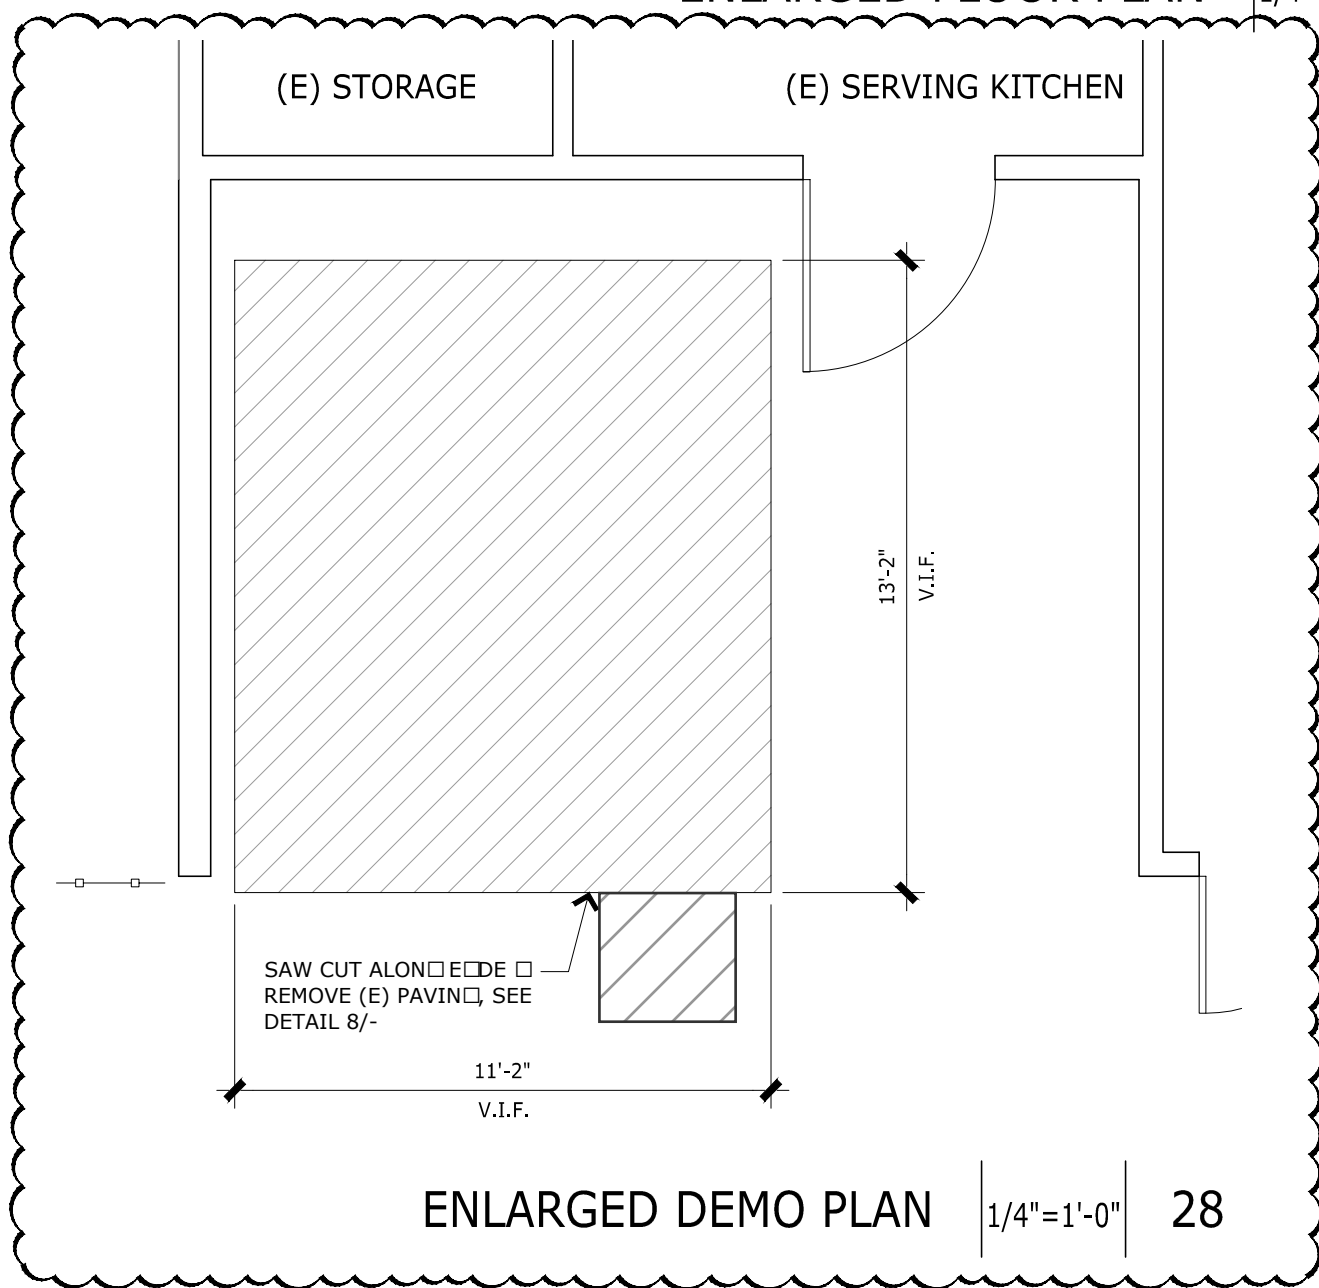 (E) STORAGE
(E) SERVING KITCHEN
13'-2"
V.I.F.
SAW CUT ALON□ E□DE □
REMOVE (E) PAVIN□, SEE
DETAIL 8/-
11'-2"
V.I.F.
ENLARGED DEMO PLAN
1/4"=1'-0"
28